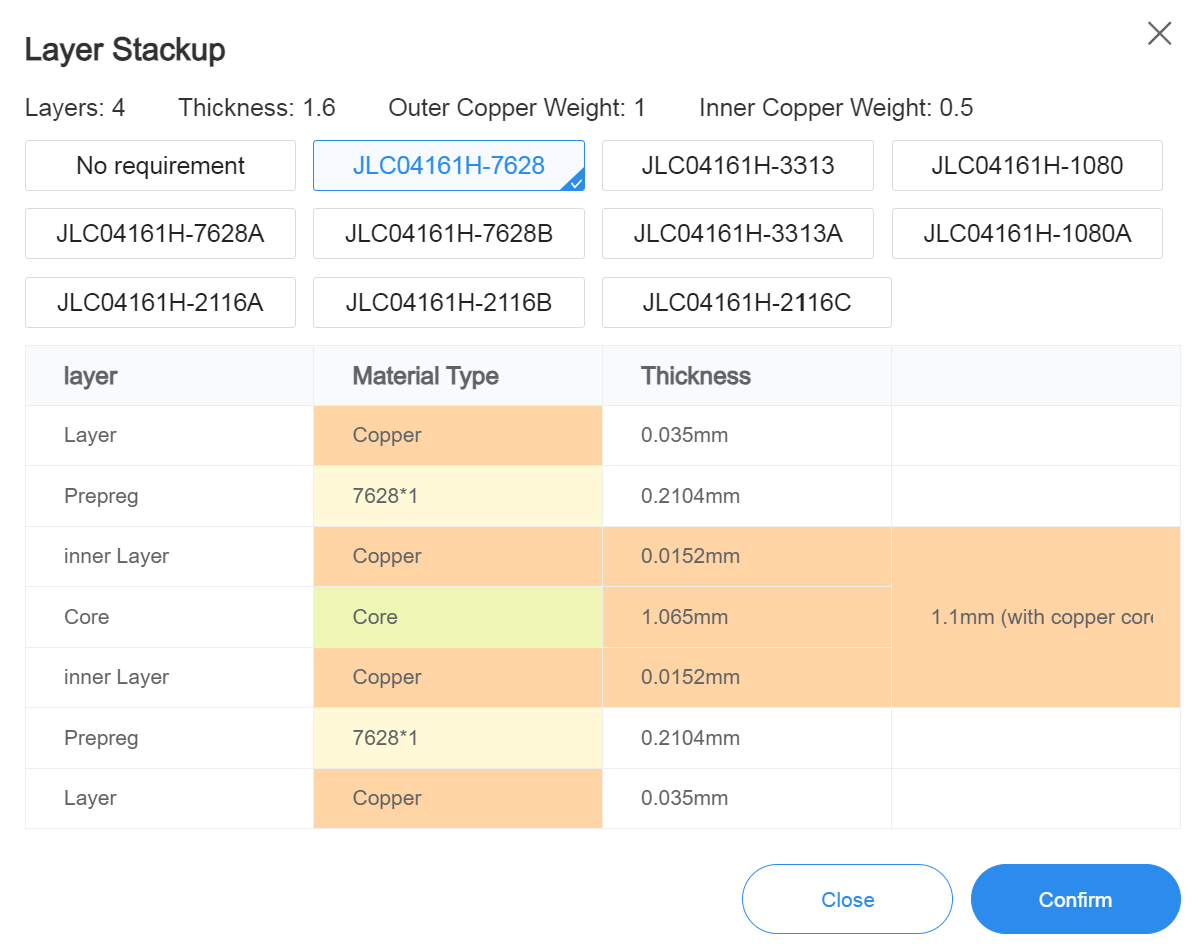 Layer Stackup
Layers: 4 Thickness: 1.6 Outer Copper Weight: 1 Inner Copper Weight: 0.5
No requirement JLC04161H-7628 JLC04161H-3313 JLC04161H-1080
JLC04161H-7628A JLC04161H-7628B JLC04161H-3313A JLC04161H-1080A
JLC04161H-2116A JLC04161H-2116B JLC04161H-2116C
layer Material Type Thickness
Layer Copper 0.035mm
Prepreg 7628*1 0.2104mm
inner Layer Copper 0.0152mm
Core Core 1.065mm 1.1mm (with copper core
inner Layer Copper 0.0152mm
Prepreg 7628*1 0.2104mm
Layer Copper 0.035mm
Close Confirm